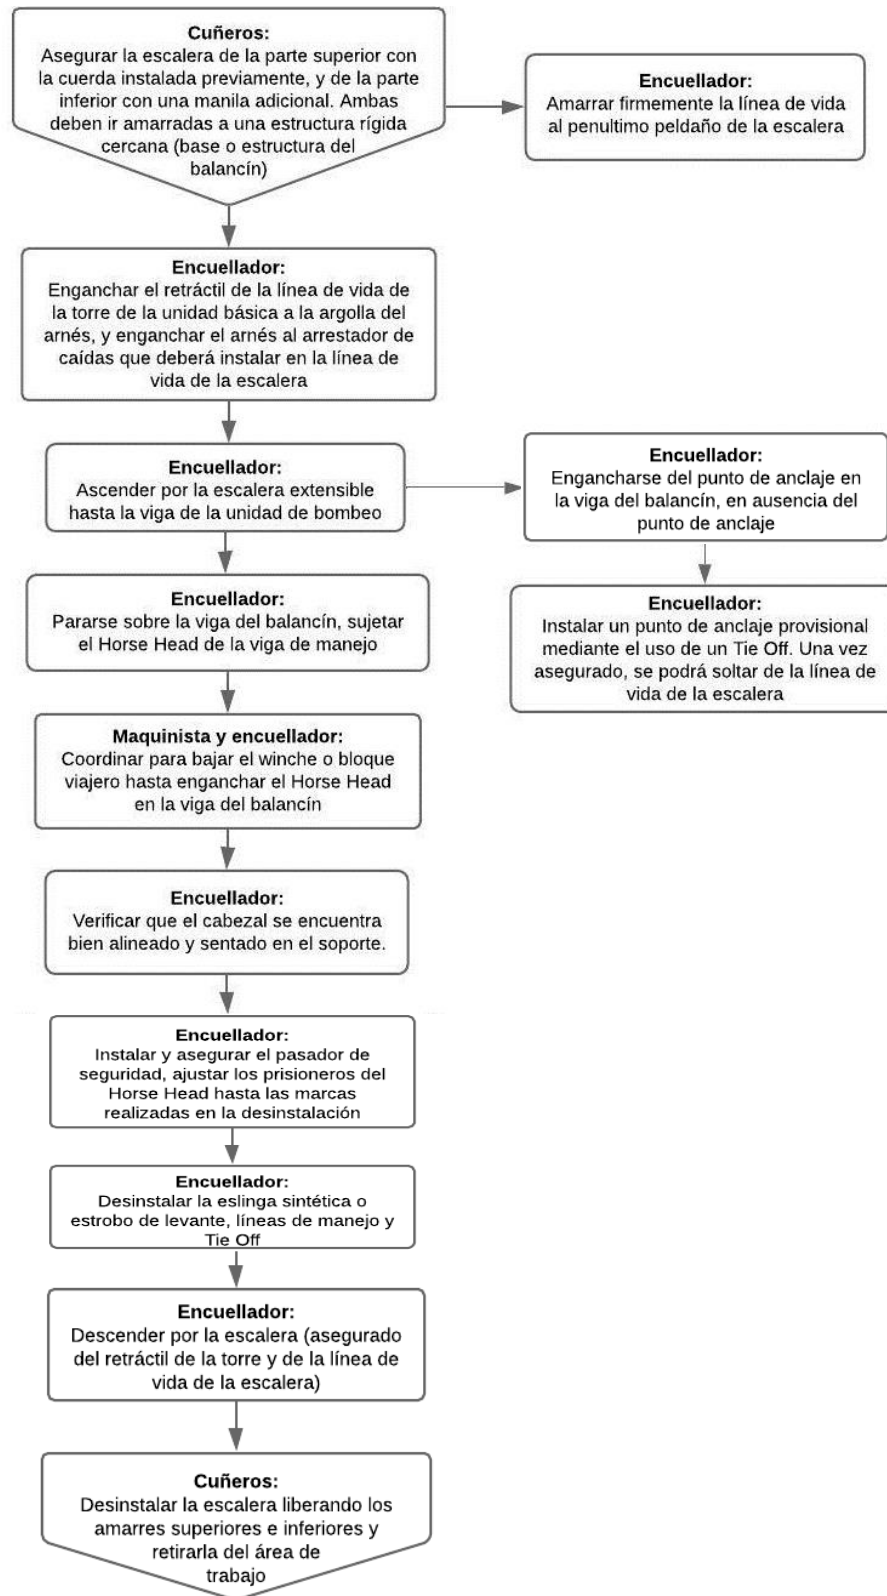 Cuñeros:
Asegurar la escalera de la parte superior con
la cuerda instalada previamente, y de la parte
inferior con una manila adicional. Ambas
deben ir amarradas a una estructura rígida
cercana (base o estructura del
balancín)
Encuellador:
Amarrar firmemente la línea de vida
al penultimo peldaño de la escalera
Encuellador:
Enganchar el retráctil de la línea de vida de
la torre de la unidad básica a la argolla del
arnés, y enganchar el arnés al arrestador de
caídas que deberá instalar en la línea de
vida de la escalera
Encuellador:
Ascender por la escalera extensible
hasta la viga de la unidad de bombeo
Encuellador:
Engancharse del punto de anclaje en
la viga del balancín, en ausencia del
punto de anclaje
Encuellador:
Pararse sobre la viga del balancín, sujetar
el Horse Head de la viga de manejo
Encuellador:
Instalar un punto de anclaje provisional
mediante el uso de un Tie Off. Una vez
asegurado, se podrá soltar de la línea de
vida de la escalera
Maquinista y encuellador:
Coordinar para bajar el winche o bloque
viajero hasta enganchar el Horse Head
en la viga del balancín
Encuellador:
Verificar que el cabezal se encuentra
bien alineado y sentado en el soporte.
Encuellador:
Instalar y asegurar el pasador de
seguridad, ajustar los prisioneros del
Horse Head hasta las marcas
realizadas en la desinstalación
Encuellador:
Desinstalar la eslinga sintética o
estrobo de levante, líneas de manejo y
Tie Off
Encuellador:
Descender por la escalera (asegurado
del retráctil de la torre y de la línea de
vida de la escalera)
Cuñeros:
Desinstalar la escalera liberando los
amarres superiores e inferiores y
retirarla del área de
trabajo